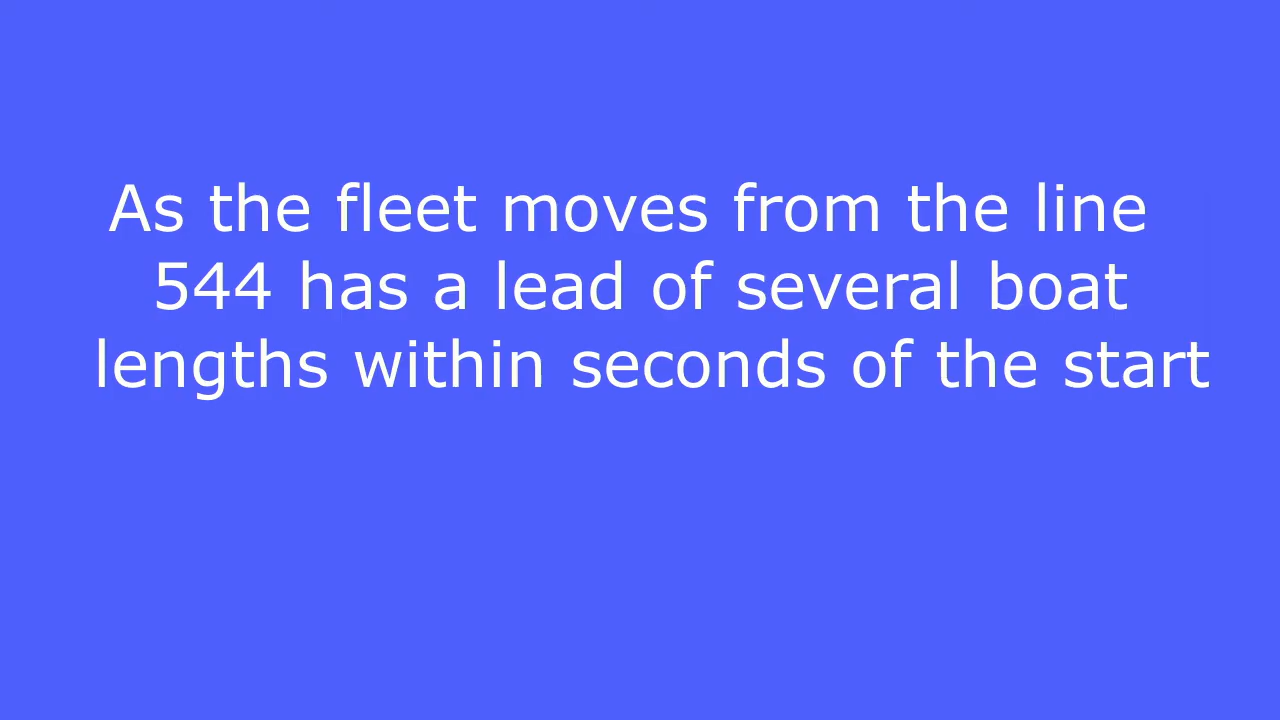 As the fleet moves from the line
544 has a lead of several boat
lengths within seconds of the start